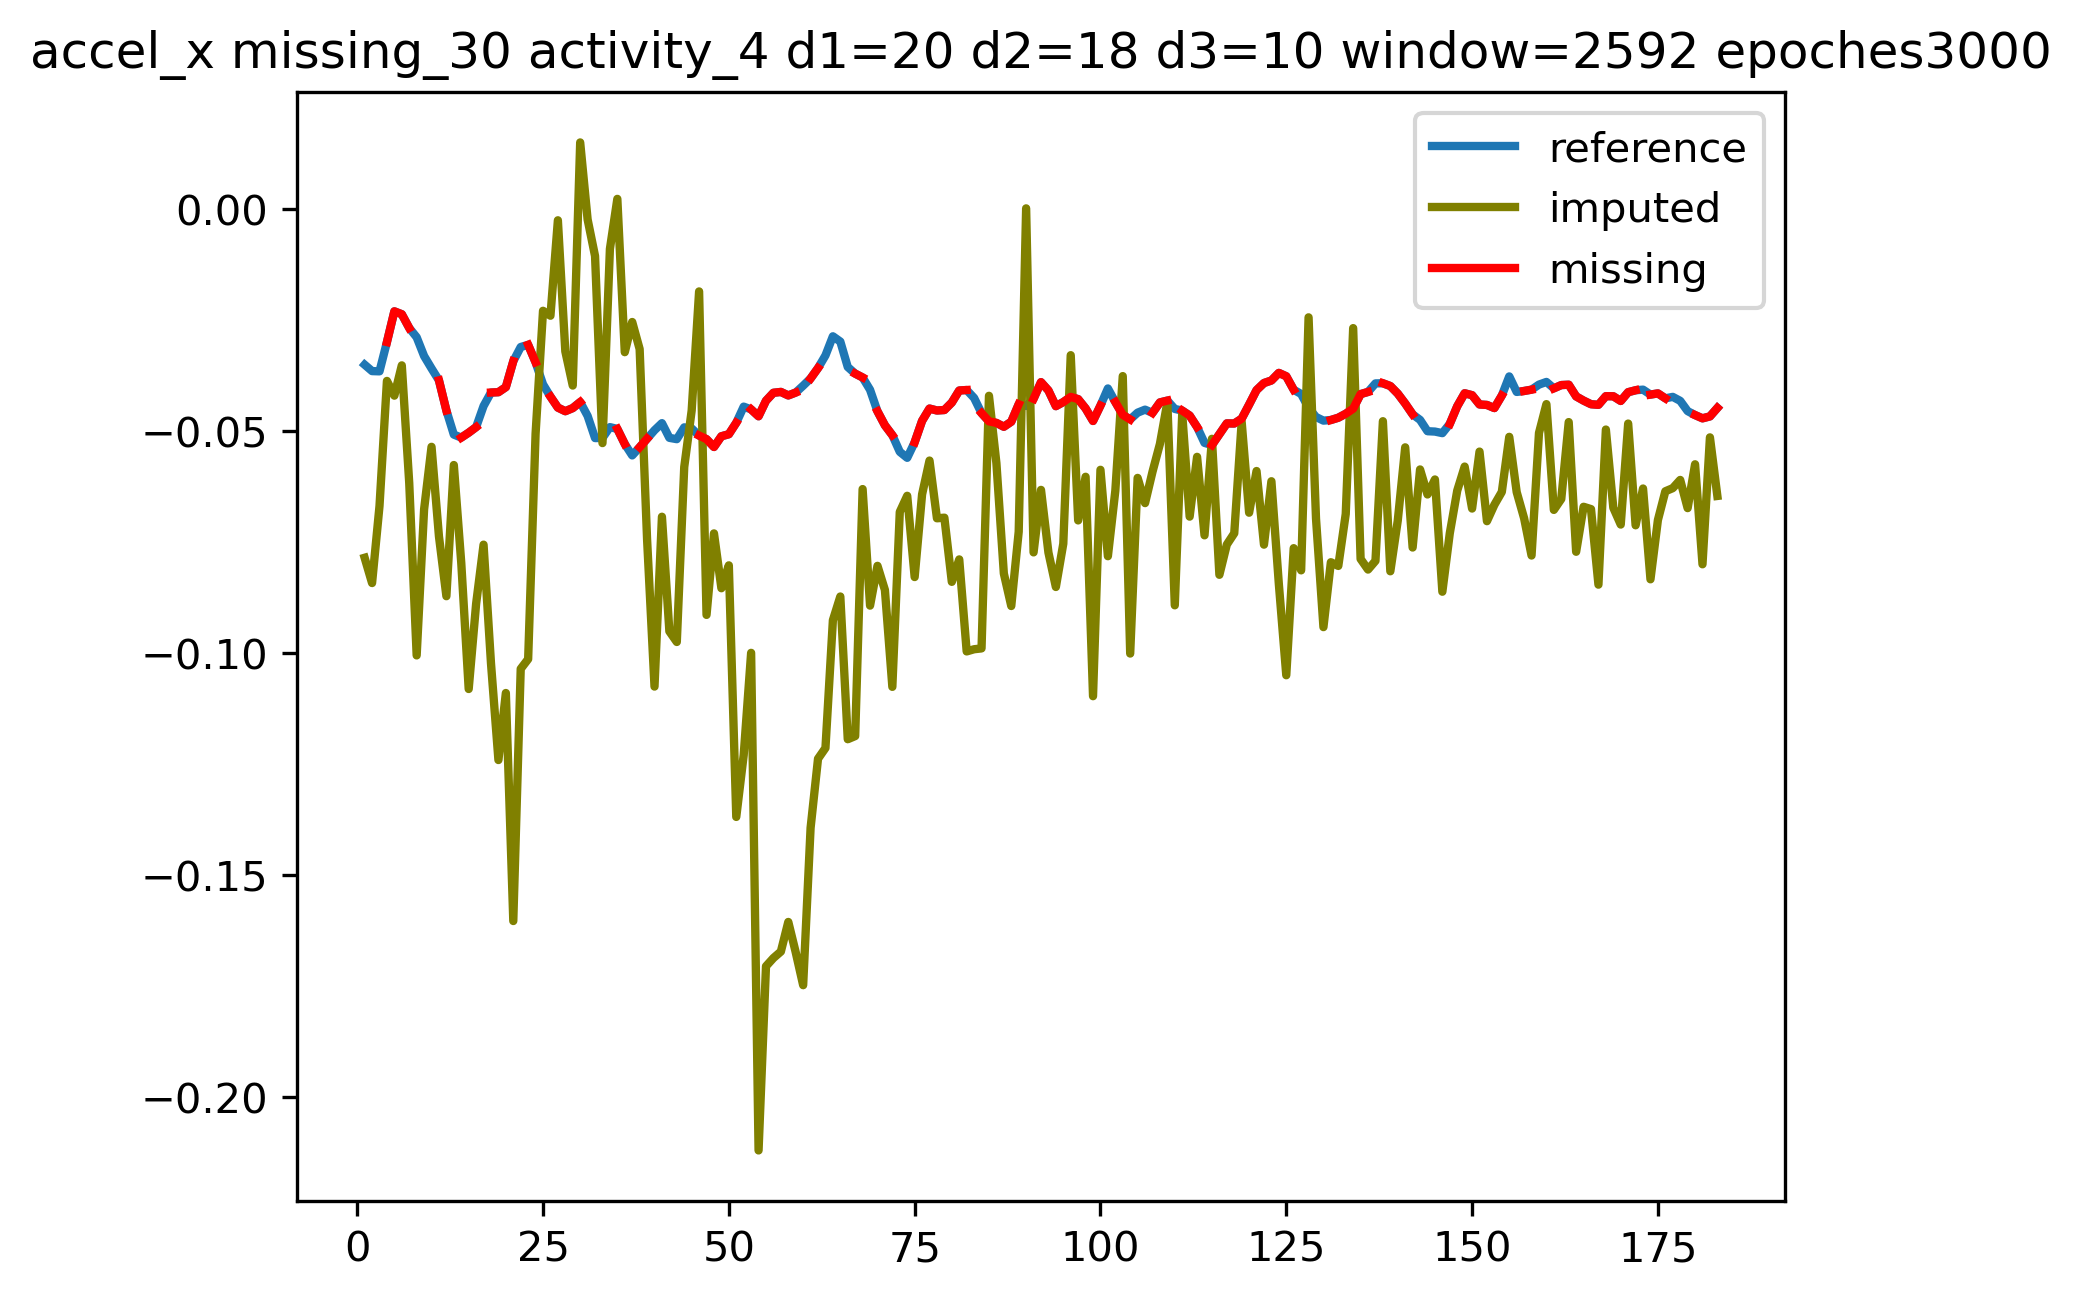 accel_x missing_30 activity_4 d1=20 d2=18 d3=10 window=2592 epoches3000
reference
imputed
missing
0.00
−0.05
−0.10
−0.15
−0.20
0 25 50 75 100 125 150 175